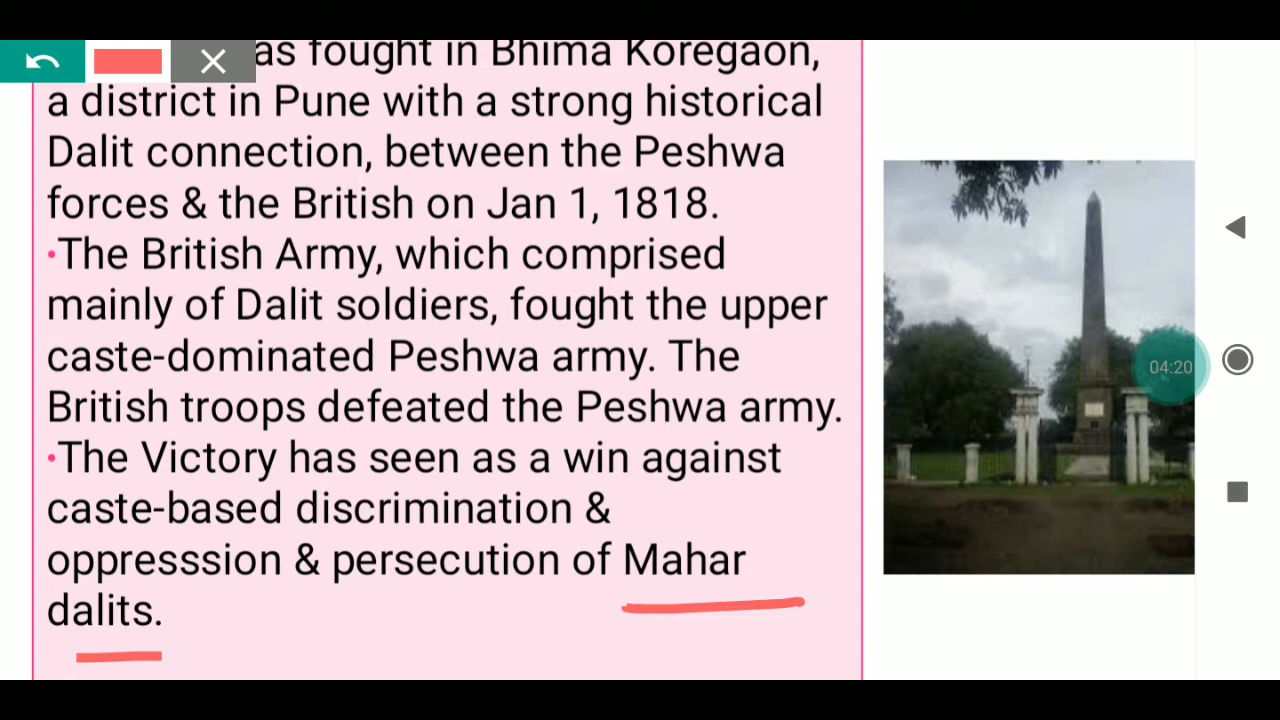 as fought in Bhima Koregaon,
a district in Pune with a strong historical
Dalit connection, between the Peshwa
forces & the British on Jan 1, 1818.
•The British Army, which comprised
mainly of Dalit soldiers, fought the upper
caste-dominated Peshwa army. The
British troops defeated the Peshwa army.
•The Victory has seen as a win against
caste-based discrimination &
oppresssion & persecution of Mahar
dalits.
04:20